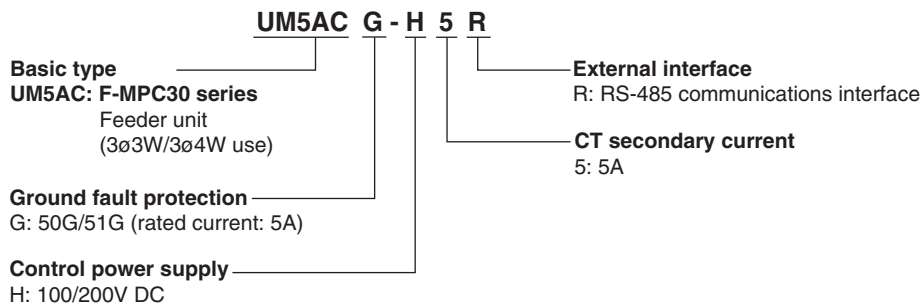 UM5AC G - H 5 R
Basic type
UM5AC: F-MPC30 series
Feeder unit
(3ø3W/3ø4W use)
Ground fault protection
G: 50G/51G (rated current: 5A)
Control power supply
H: 100/200V DC
External interface
R: RS-485 communications interface
CT secondary current
5: 5A